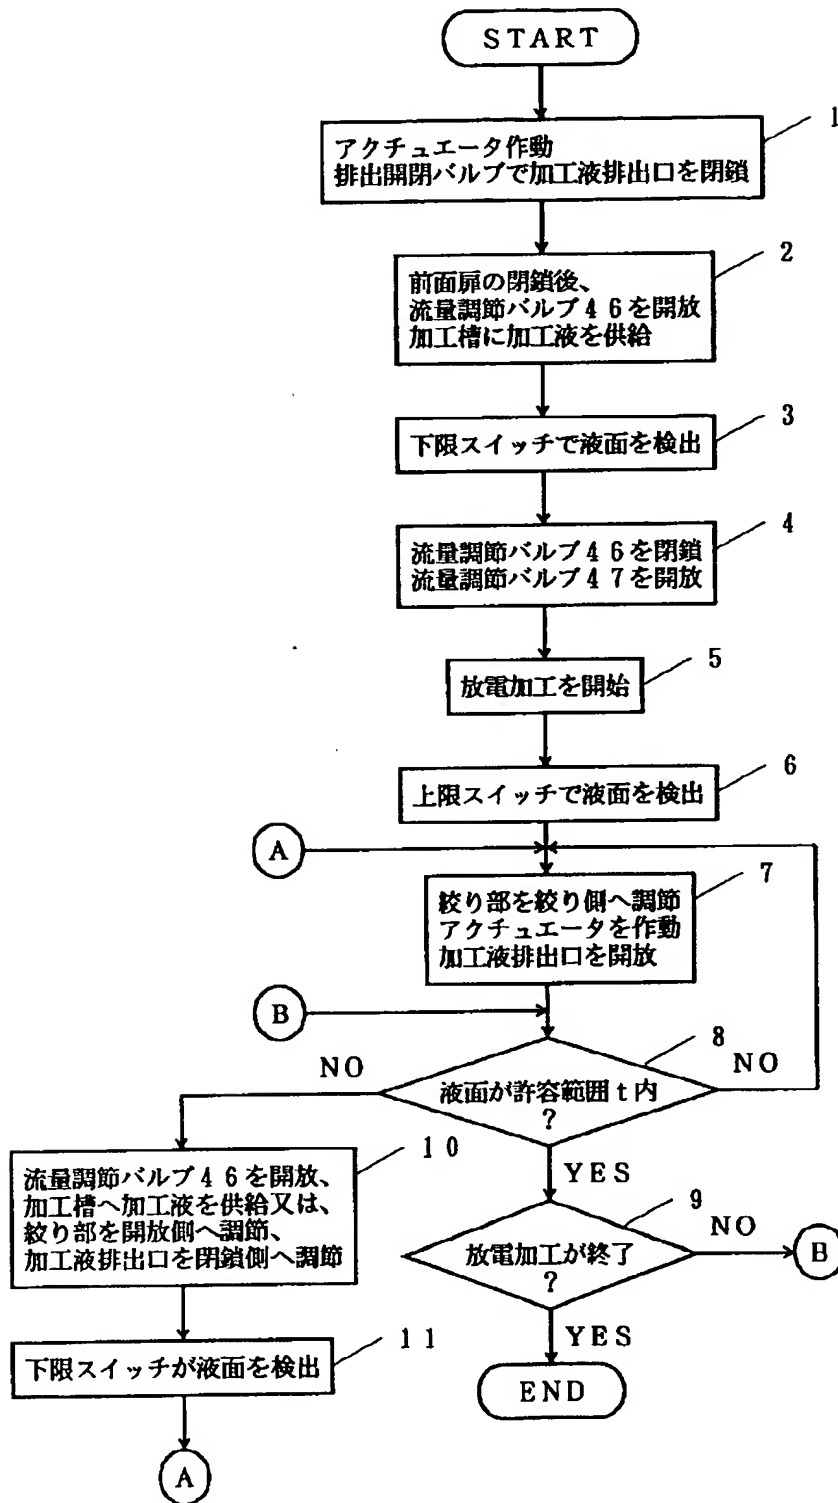 START
1
アクチュエータ作動
排出開閉バルブで加工液排出口を閉鎖
2
前面扉の閉鎖後、
流量調節バルブ46を開放
加工槽に加工液を供給
3
下限スイッチで液面を検出
4
流量調節バルブ46を閉鎖
流量調節バルブ47を開放
5
放電加工を開始
6
上限スイッチで液面を検出
A
7
絞り部を絞り側へ調節
アクチュエータを作動
加工液排出口を開放
B
8
NO
NO
液面が許容範囲t内
?
YES
10
流量調節バルブ46を開放、
加工槽へ加工液を供給又は、
絞り部を開放側へ調節、
加工液排出口を閉鎖側へ調節
9
NO
放電加工が終了
?
B
YES
11
下限スイッチが液面を検出
END
A